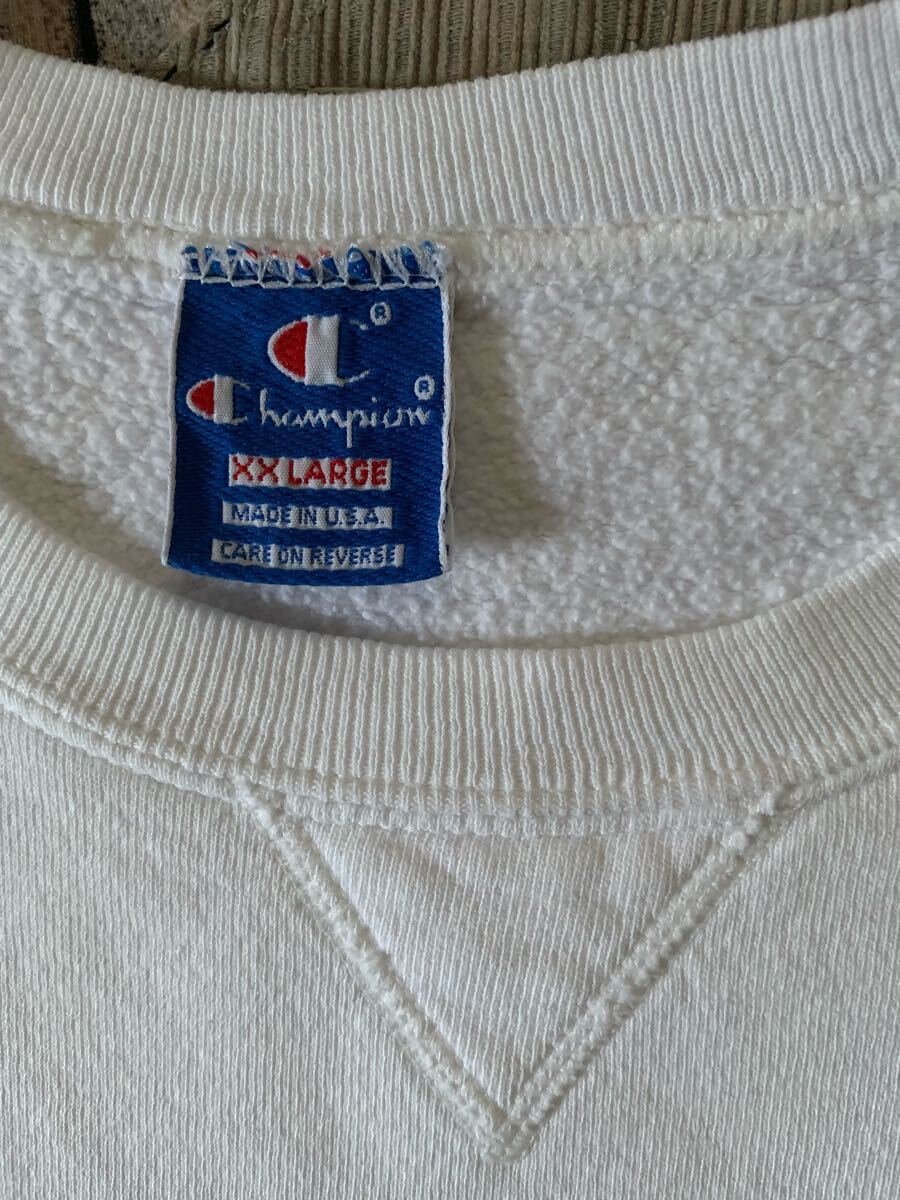 ®
Champion®
XX LARGE
MADE IN U.S.A.
CARE ON REVERSE